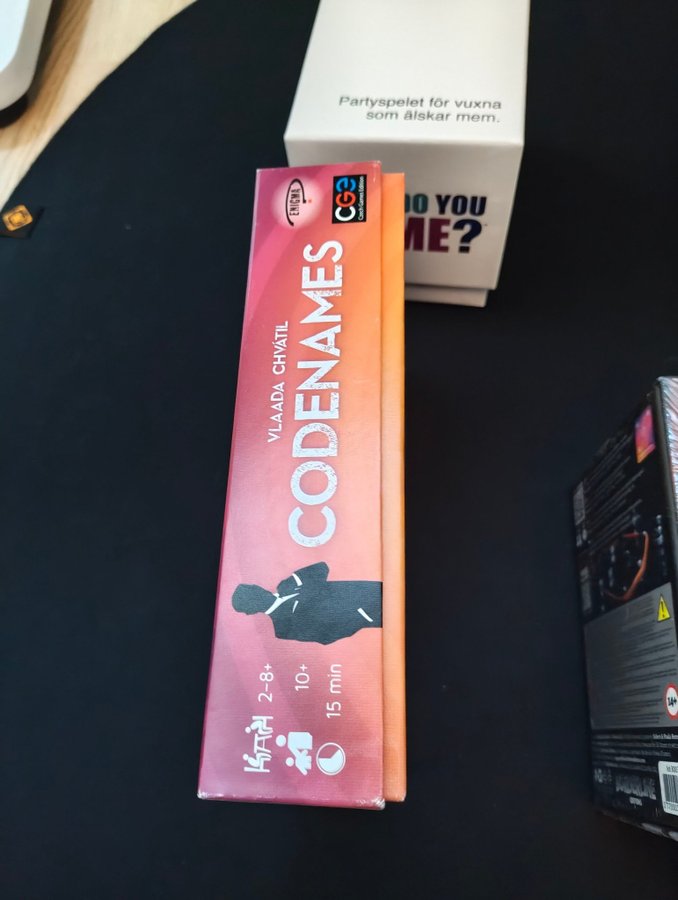 Partyspelet för vuxna
som älskar mem.
DO YOU
ME?
ENIGMA
CGE
Czech Games Edition
VLAADA CHVÁTIL
CODENAMES
2-8+
10+
15 min
14+